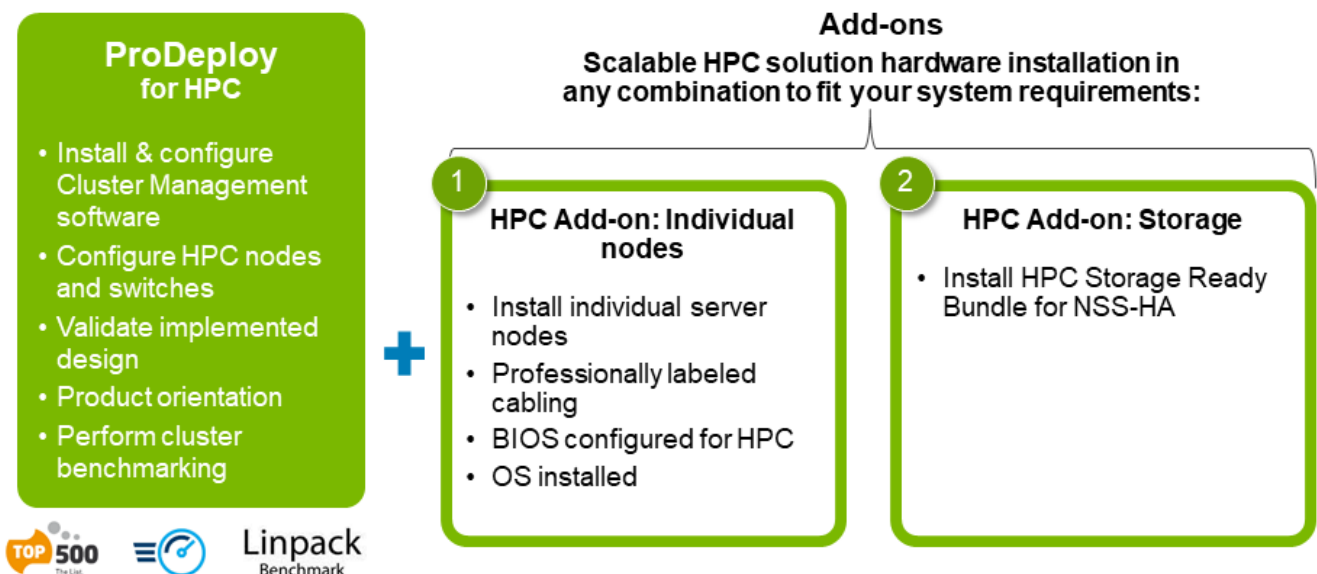 ProDeploy
for HPC
• Install & configure
Cluster Management
software
• Configure HPC nodes
and switches
• Validate implemented
design
• Product orientation
• Perform cluster
benchmarking
TOP 500
The List.
Linpack
Benchmark
Add-ons
Scalable HPC solution hardware installation in
any combination to fit your system requirements:
1
HPC Add-on: Individual
nodes
• Install individual server
nodes
• Professionally labeled
cabling
• BIOS configured for HPC
• OS installed
2
HPC Add-on: Storage
• Install HPC Storage Ready
Bundle for NSS-HA